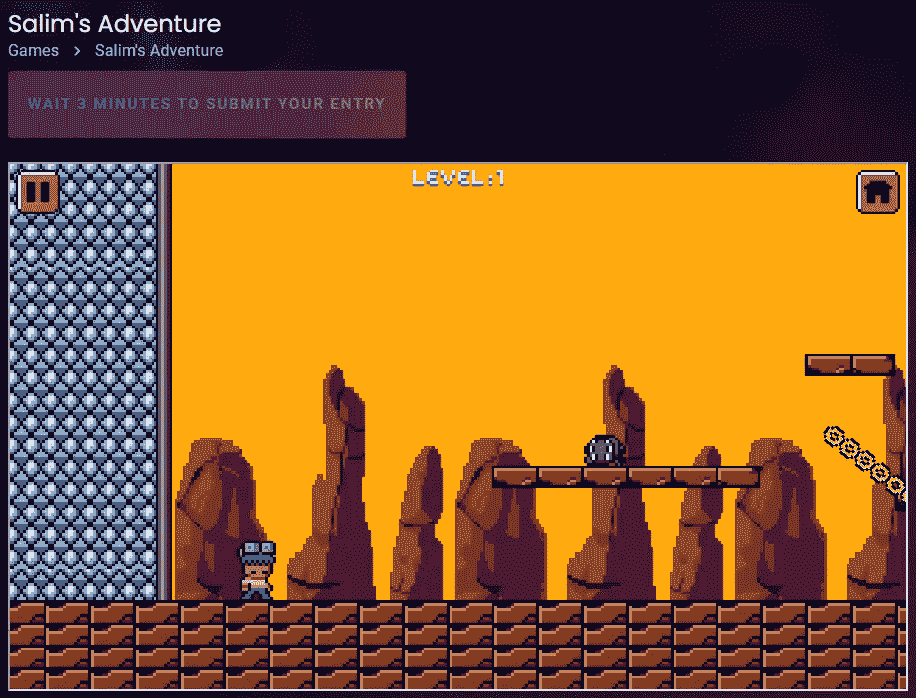 Salim's Adventure
Games > Salim's Adventure
WAIT 3 MINUTES TO SUBMIT YOUR ENTRY
LEVEL:1